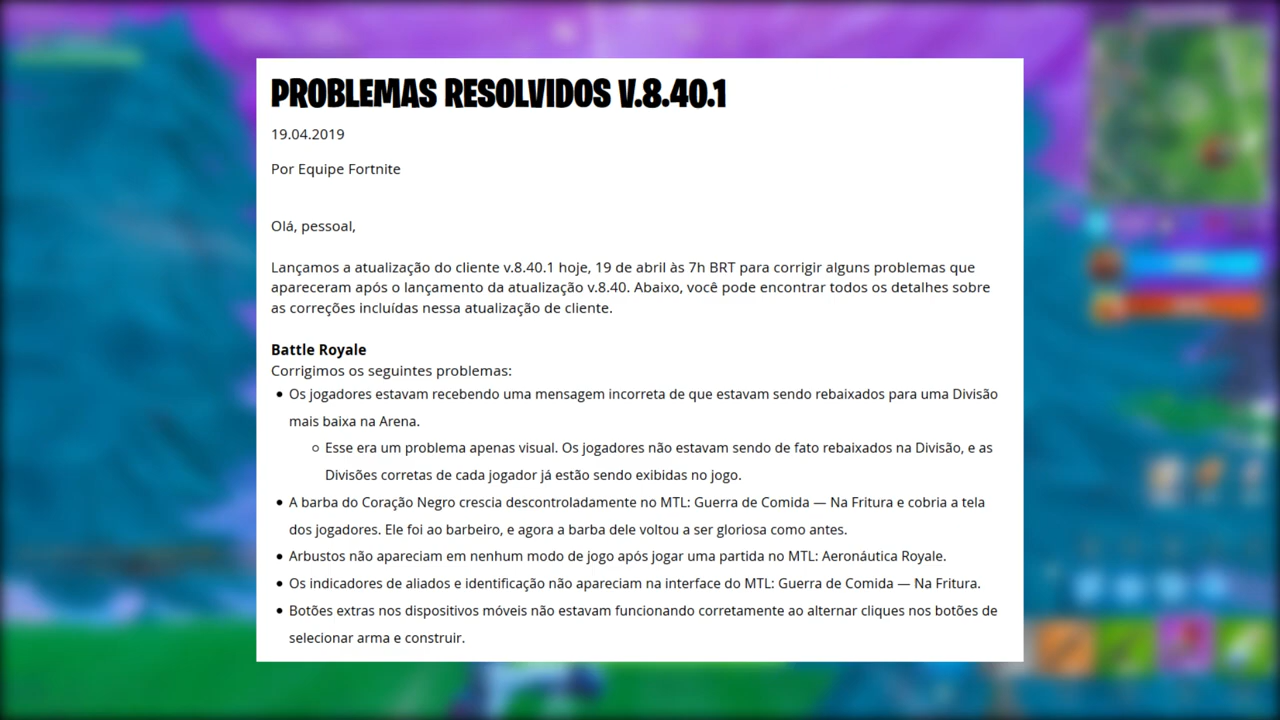 PROBLEMAS RESOLVIDOS V.8.40.1
19.04.2019
Por Equipe Fortnite
Olá, pessoal,
Lançamos a atualização do cliente v.8.40.1 hoje, 19 de abril às 7h BRT para corrigir alguns problemas que
apareceram após o lançamento da atualização v.8.40. Abaixo, você pode encontrar todos os detalhes sobre
as correções incluídas nessa atualização de cliente.
Battle Royale
Corrigimos os seguintes problemas:
• Os jogadores estavam recebendo uma mensagem incorreta de que estavam sendo rebaixados para uma Divisão
mais baixa na Arena.
○ Esse era um problema apenas visual. Os jogadores não estavam sendo de fato rebaixados na Divisão, e as
Divisões corretas de cada jogador já estão sendo exibidas no jogo.
• A barba do Coração Negro crescia descontroladamente no MTL: Guerra de Comida — Na Fritura e cobria a tela
dos jogadores. Ele foi ao barbeiro, e agora a barba dele voltou a ser gloriosa como antes.
• Arbustos não apareciam em nenhum modo de jogo após jogar uma partida no MTL: Aeronáutica Royale.
• Os indicadores de aliados e identificação não apareciam na interface do MTL: Guerra de Comida — Na Fritura.
• Botões extras nos dispositivos móveis não estavam funcionando corretamente ao alternar cliques nos botões de
selecionar arma e construir.